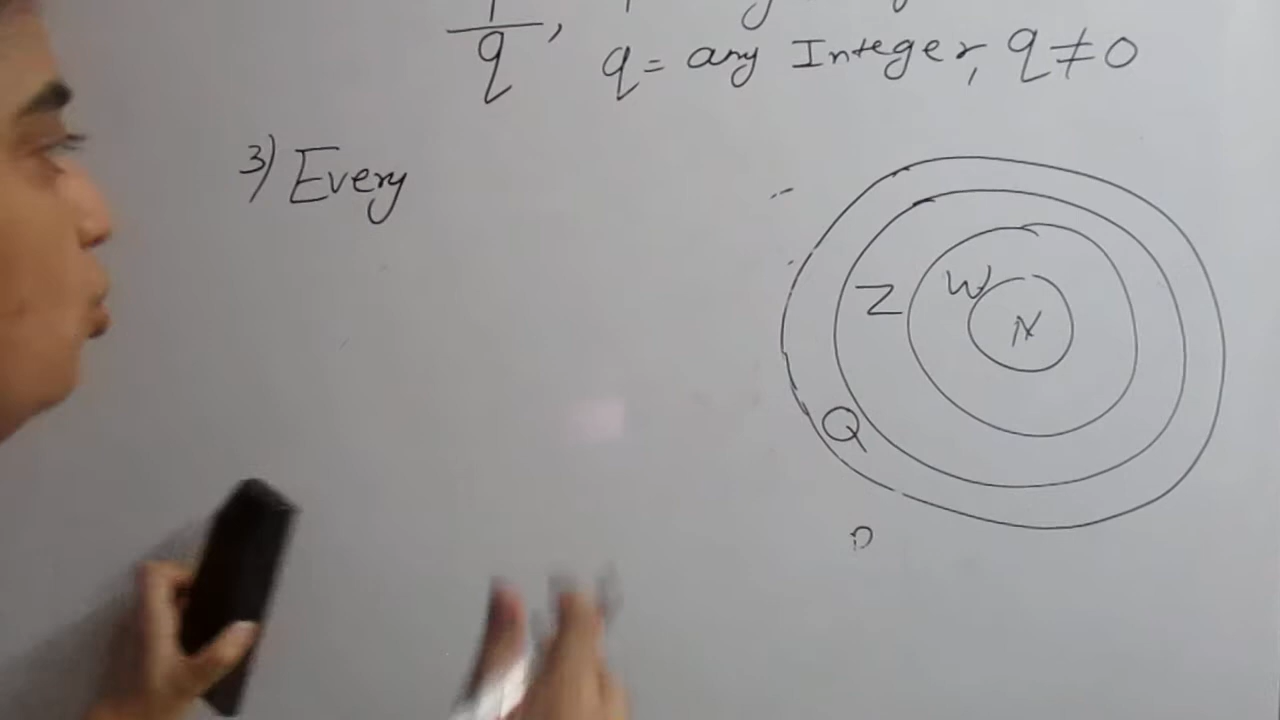 q, q = any Integer, q ≠ 0
3) Every
Z W N
Q